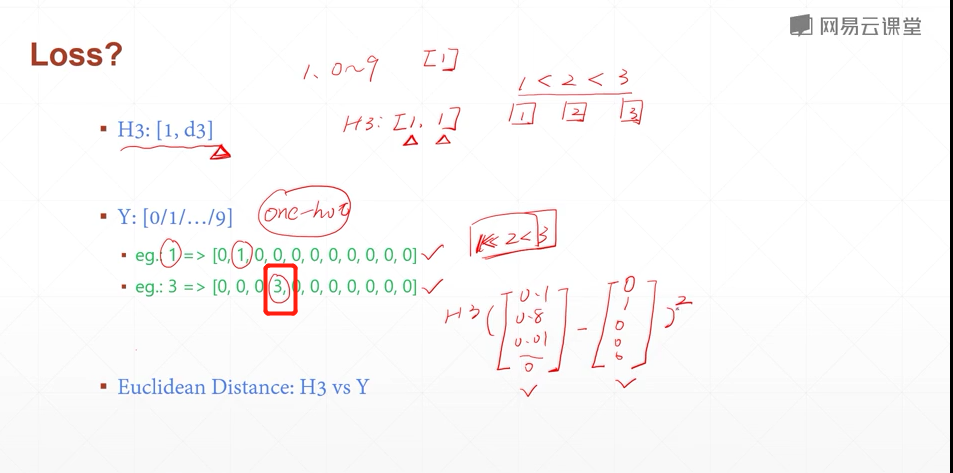 网易云课堂
Loss?
1、0~9 [1]
1 < 2 < 3
1 2 3
H3: [1, 1]
H3: [1, d3]
Y: [0/1/…/9]
one-hot
eg.: 1 => [0, 1, 0, 0, 0, 0, 0, 0, 0, 0, 0]
1< 2 < 3
eg.: 3 => [0, 0, 0, 3, 0, 0, 0, 0, 0, 0, 0]
H3 ( [0.1 0.8 0.01 0] - [0 1 0 0 0] )²
Euclidean Distance: H3 vs Y